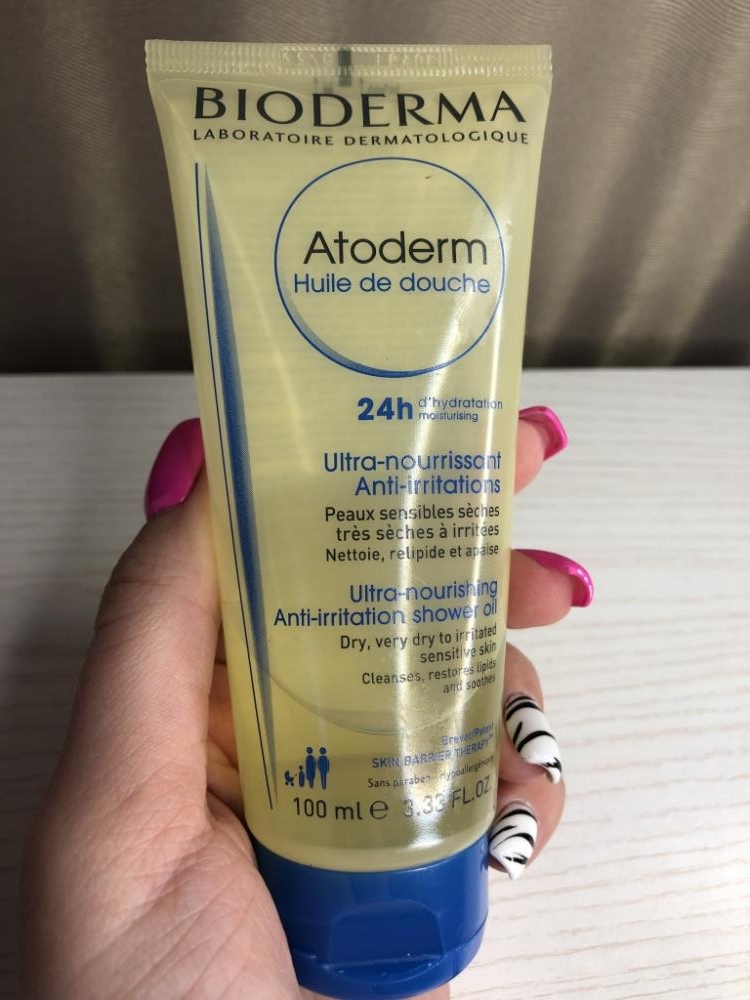 BIODERMA
LABORATOIRE DERMATOLOGIQUE
Atoderm
Huile de douche
24h d'hydratation
moisturising
Ultra-nourrissant
Anti-irritations
Peaux sensibles sèches
très sèches à irritées
Nettoie, relipide et apaise
Ultra-nourishing
Anti-irritation shower oil
Dry, very dry to irritated
sensitive skin
Cleanses, restores lipids
and soothes
Brevet/Patent
SKIN BARRIER THERAPY™
Sans paraben - Hypoallergénique
100 ml e 3.33 FL.OZ.